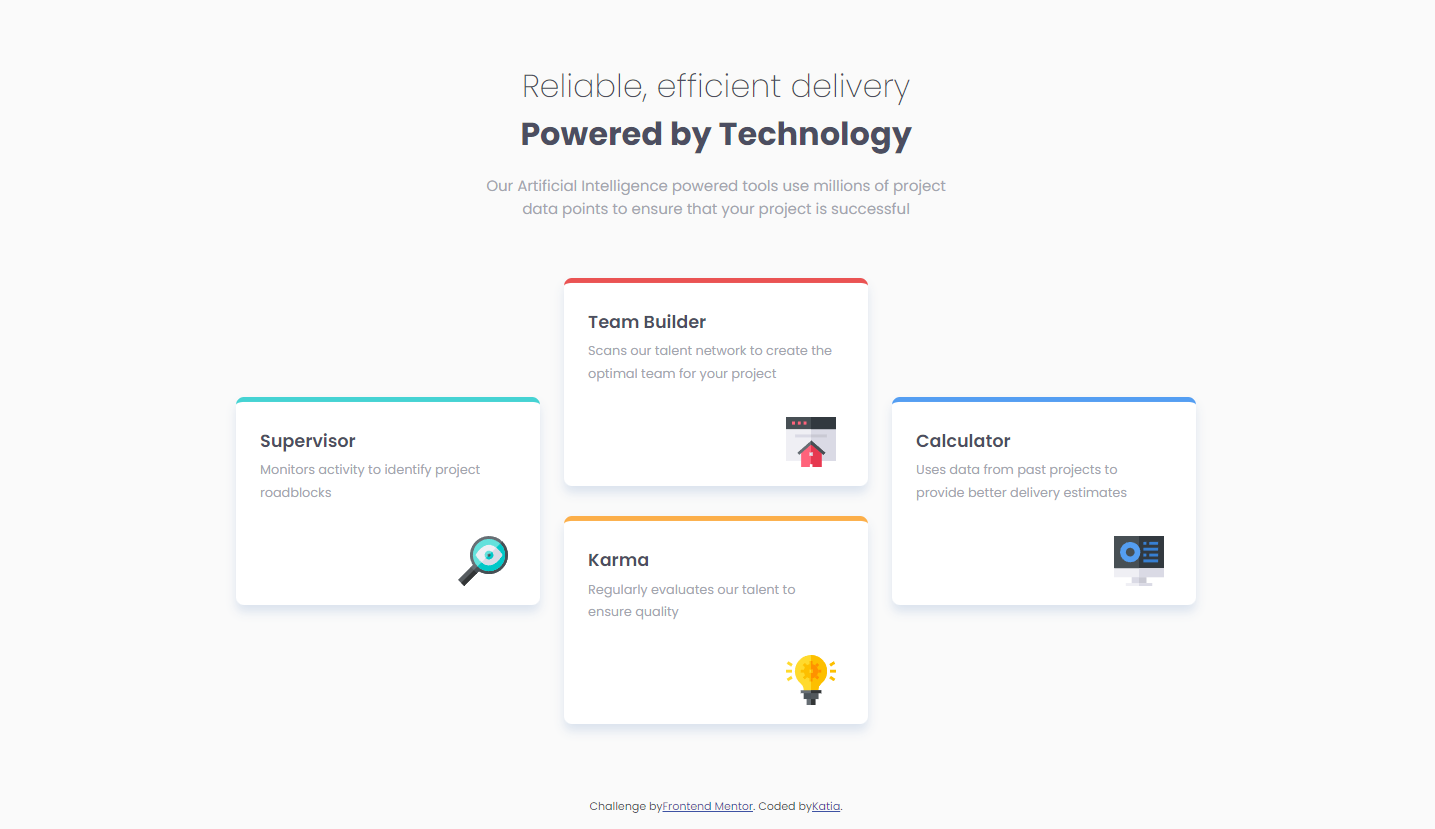 Reliable, efficient delivery
Powered by Technology
Our Artificial Intelligence powered tools use millions of project
data points to ensure that your project is successful
Team Builder
Scans our talent network to create the
optimal team for your project
Supervisor
Monitors activity to identify project
roadblocks
Calculator
Uses data from past projects to
provide better delivery estimates
Karma
Regularly evaluates our talent to
ensure quality
Challenge byFrontend Mentor. Coded byKatia.